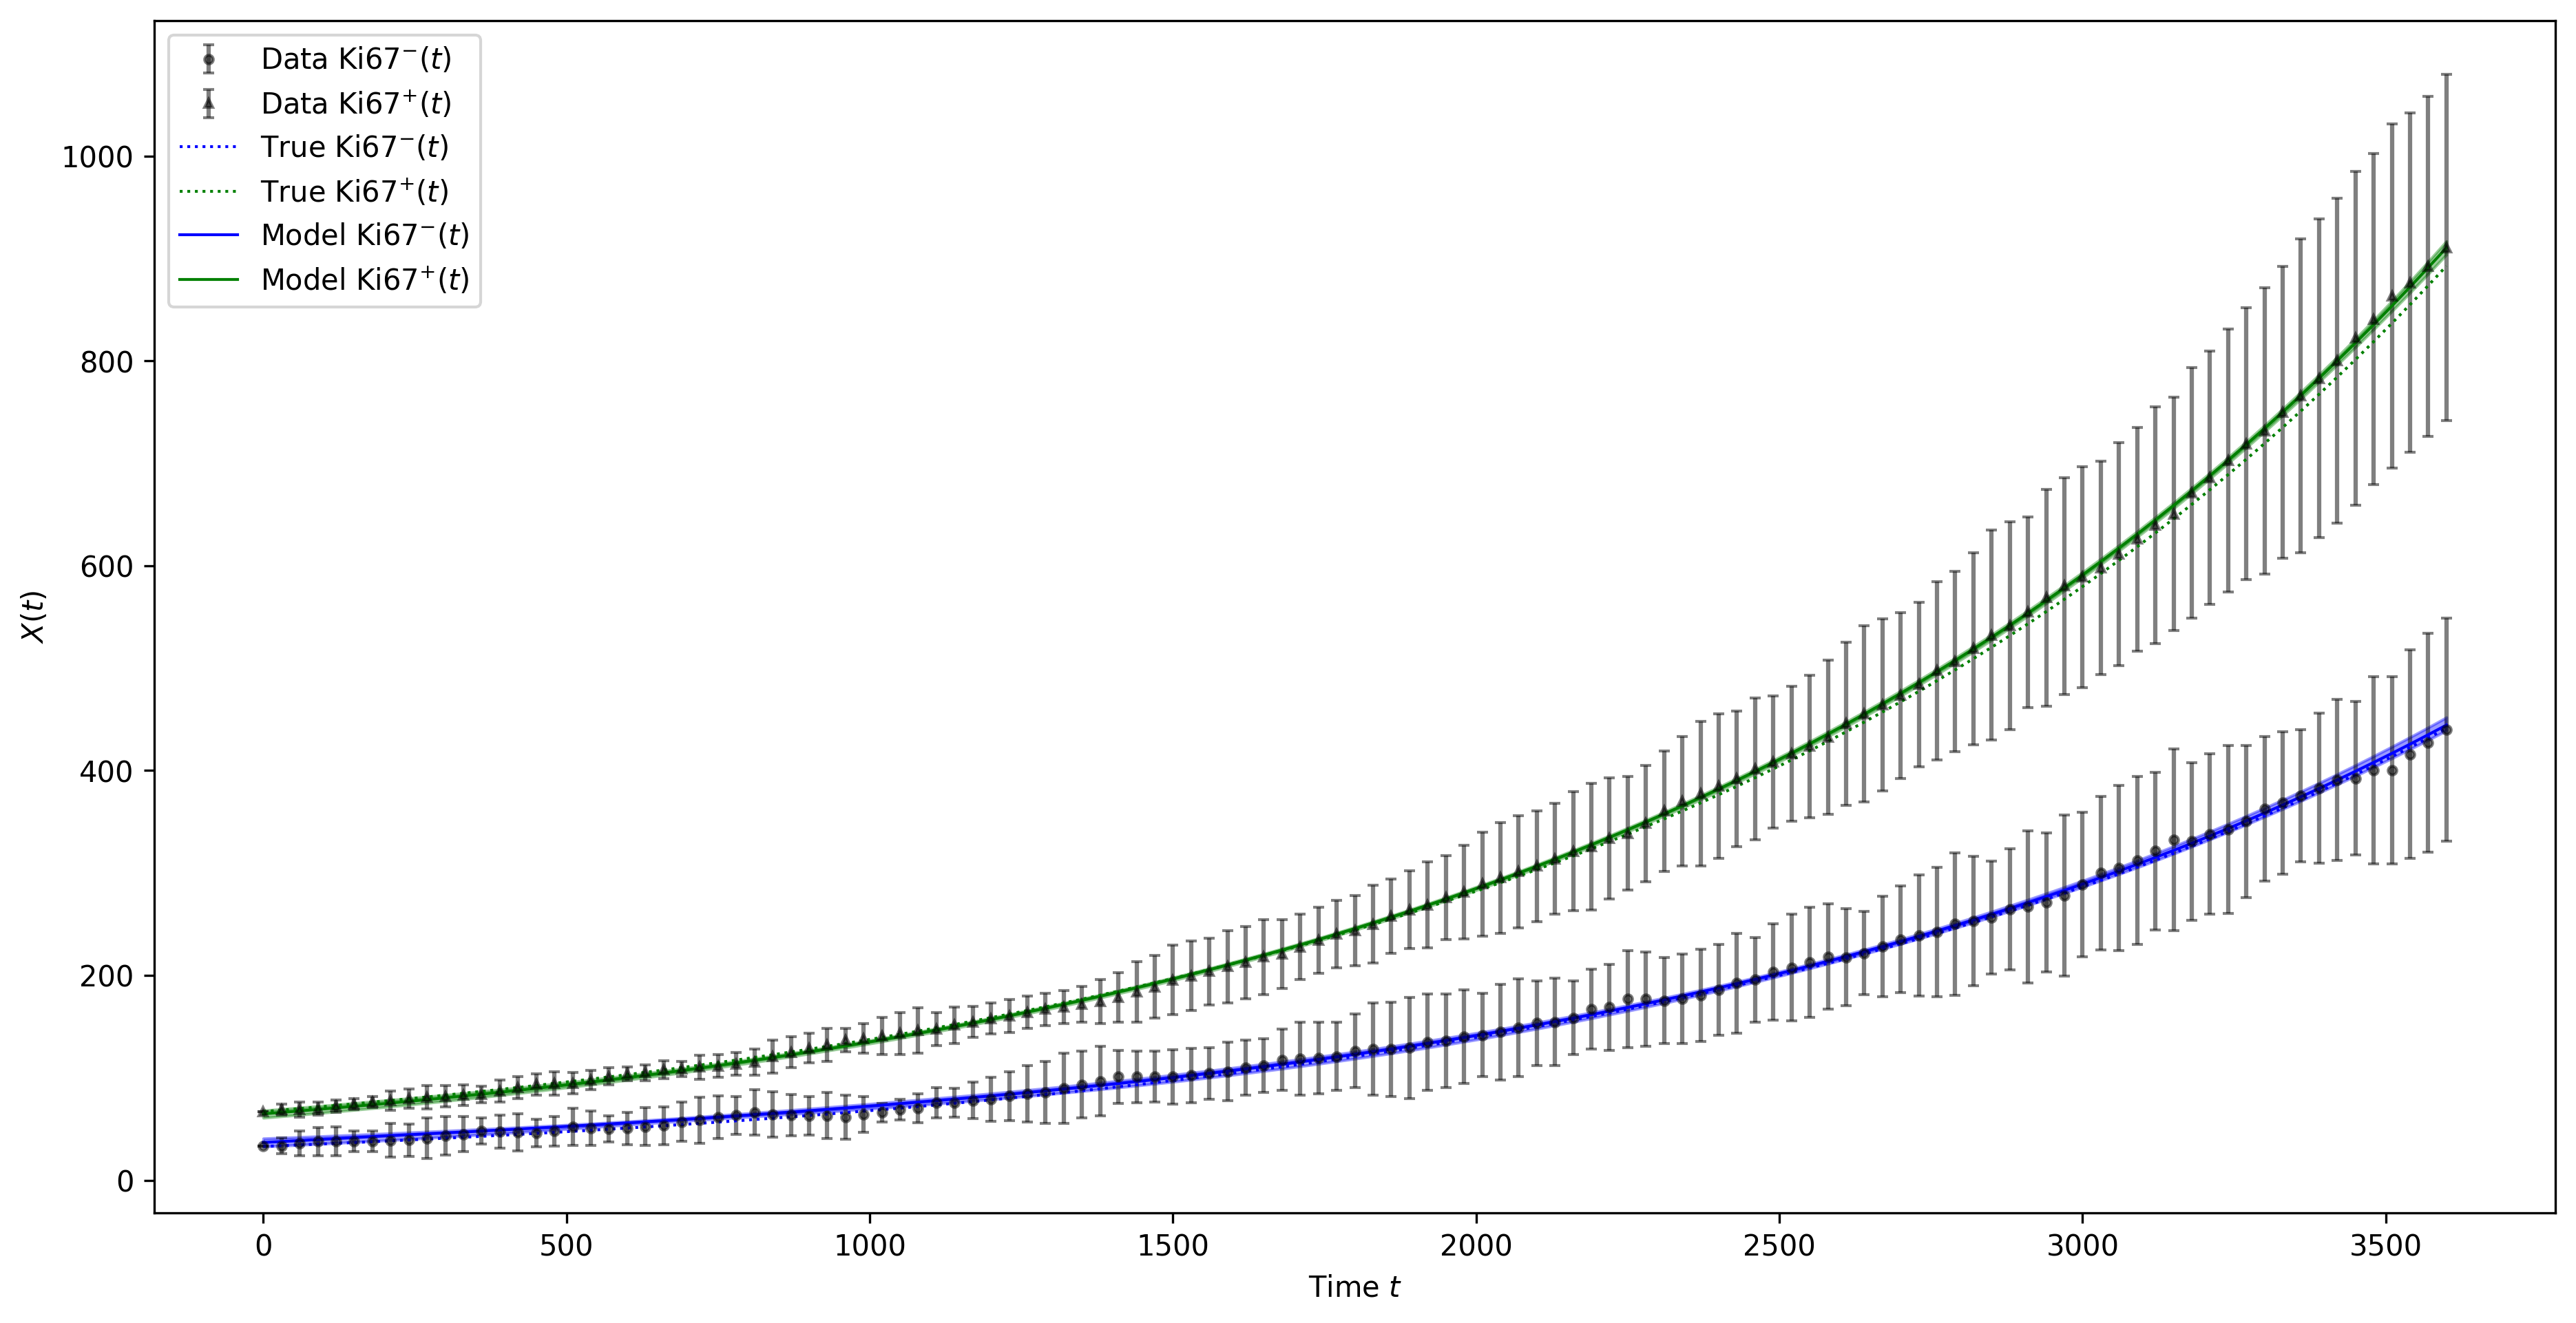 Data Ki67⁻(t)
Data Ki67⁺(t)
True Ki67⁻(t)
True Ki67⁺(t)
Model Ki67⁻(t)
Model Ki67⁺(t)
1000
800
600
400
200
0
X(t)
0 500 1000 1500 2000 2500 3000 3500
Time t